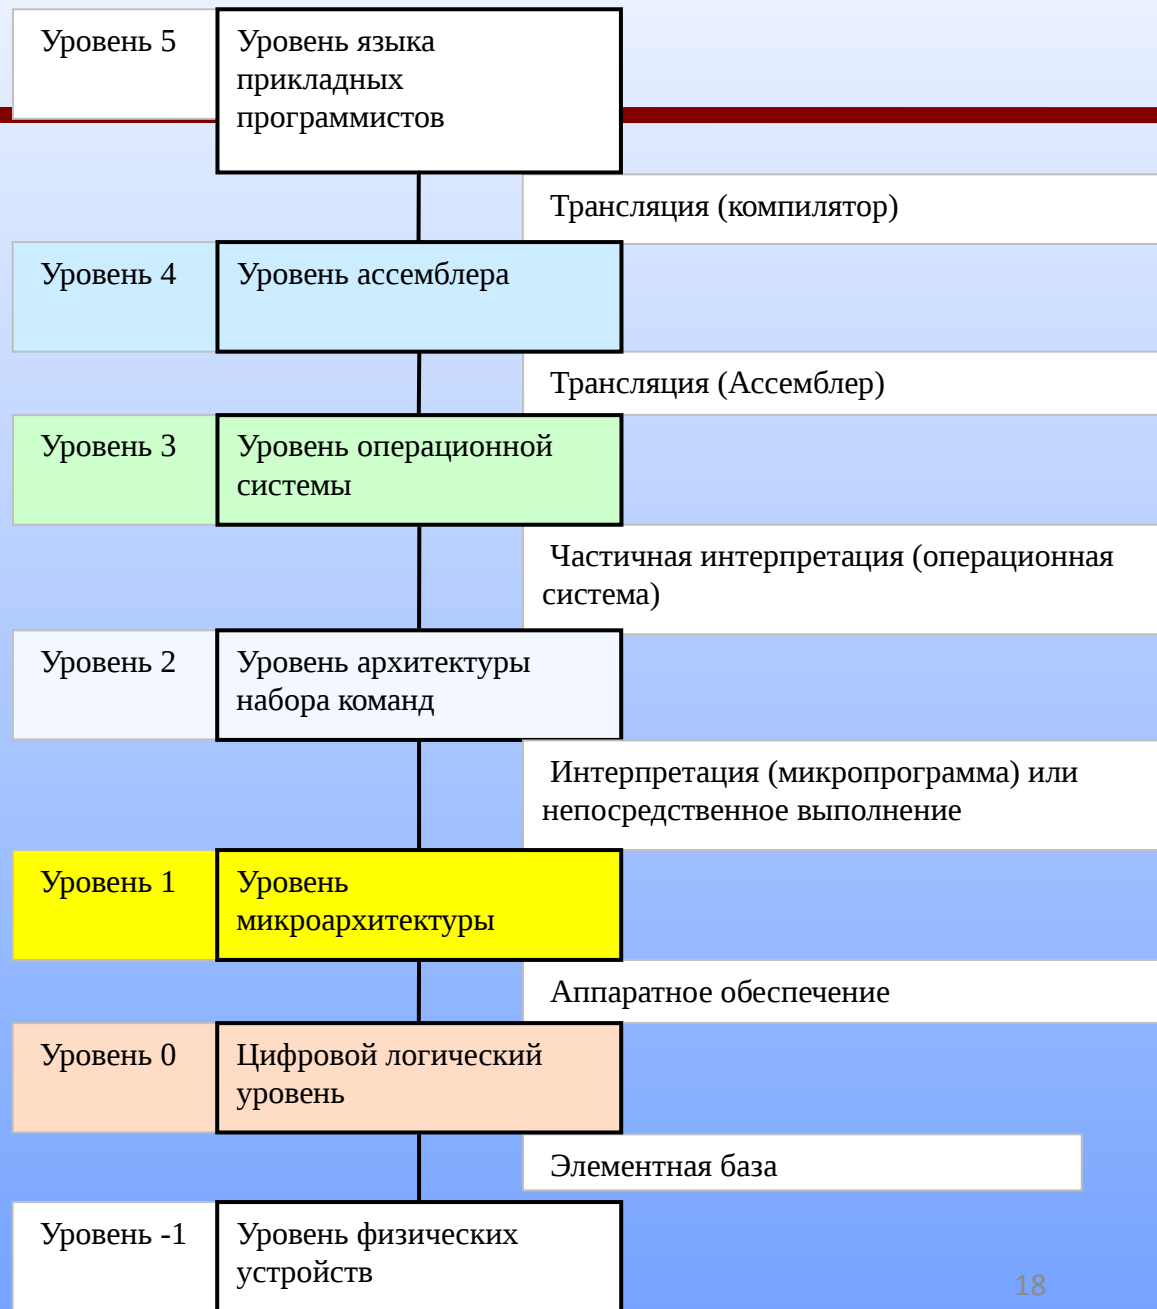 Уровень 5
Уровень языка
прикладных
программистов
Трансляция (компилятор)
Уровень 4
Уровень ассемблера
Трансляция (Ассемблер)
Уровень 3
Уровень операционной
системы
Частичная интерпретация (операционная
система)
Уровень 2
Уровень архитектуры
набора команд
Интерпретация (микропрограмма) или
непосредственное выполнение
Уровень 1
Уровень
микроархитектуры
Аппаратное обеспечение
Уровень 0
Цифровой логический
уровень
Элементная база
Уровень -1
Уровень физических
устройств
18